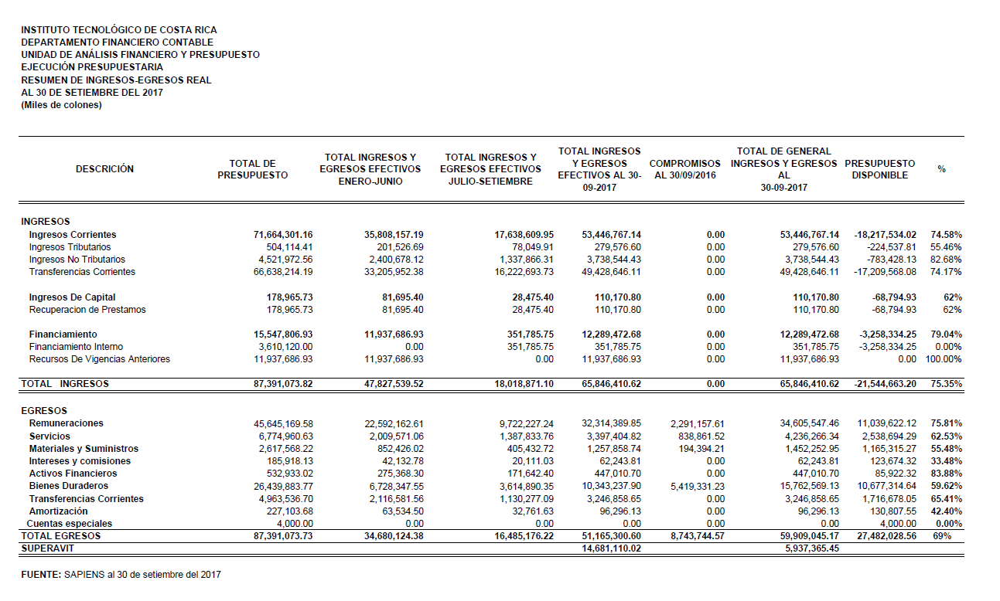 INSTITUTO TECNOLÓGICO DE COSTA RICA
DEPARTAMENTO FINANCIERO CONTABLE
UNIDAD DE ANÁLISIS FINANCIERO Y PRESUPUESTO
EJECUCIÓN PRESUPUESTARIA
RESUMEN DE INGRESOS-EGRESOS REAL
AL 30 DE SETIEMBRE DEL 2017
(Miles de colones)
DESCRICIÓN
TOTAL DE
PRESUPUESTO
TOTAL INGRESOS Y
EGRESOS EFECTIVOS
ENERO-JUNIO
TOTAL INGRESOS Y
EGRESOS EFECTIVOS
JULIO-SETIEMBRE
TOTAL INGRESOS
Y EGRESOS
EFECTIVOS AL 30-
09-2017
COMPROMISOS
AL 30/09/2016
TOTAL DE GENERAL
INGRESOS Y EGRESOS
AL
30-09-2017
PRESUPUESTO
DISPONIBLE
%
INGRESOS
Ingresos Corrientes 71,664,301.16 35,808,157.19 17,638,609.95 53,446,767.14 0.00 53,446,767.14 -18,217,534.02 74.58%
Ingresos Tributarios 504,114.41 201,526.69 78,049.91 279,576.60 0.00 279,576.60 -224,537.81 55.46%
Ingresos No Tributarios 4,521,972.56 2,400,678.12 1,337,866.31 3,738,544.43 0.00 3,738,544.43 -783,428.13 82.68%
Transferencias Corrientes 66,638,214.19 33,205,952.38 16,222,693.73 49,428,646.11 0.00 49,428,646.11 -17,209,568.08 74.17%
Ingresos De Capital 178,965.73 81,695.40 28,475.40 110,170.80 0.00 110,170.80 -68,794.93 62%
Recuperacion de Prestamos 178,965.73 81,695.40 28,475.40 110,170.80 0.00 110,170.80 -68,794.93 62%
Financiamiento 15,547,806.93 11,937,686.93 351,785.75 12,289,472.68 0.00 12,289,472.68 -3,258,334.25 79.04%
Financiamiento Interno 3,610,120.00 0.00 351,785.75 351,785.75 0.00 351,785.75 -3,258,334.25 0.00%
Recursos De Vigencias Anteriores 11,937,686.93 11,937,686.93 0.00 11,937,686.93 0.00 11,937,686.93 0.00 100.00%
TOTAL INGRESOS 87,391,073.82 47,827,539.52 18,018,871.10 65,846,410.62 0.00 65,846,410.62 -21,544,663.20 75.35%
EGRESOS
Remuneraciones 45,645,169.58 22,592,162.61 9,722,227.24 32,314,389.85 2,291,157.61 34,605,547.46 11,039,622.12 75.81%
Servicios 6,774,960.63 2,009,571.06 1,387,833.76 3,397,404.82 838,861.52 4,236,266.34 2,538,694.29 62.53%
Materiales y Suministros 2,617,568.22 852,426.02 405,432.72 1,257,858.74 194,394.21 1,452,252.95 1,165,315.27 55.48%
Intereses y comisiones 185,918.13 42,132.78 20,111.03 62,243.81 0.00 62,243.81 123,674.32 33.48%
Activos Financieros 532,933.02 275,368.30 171,642.40 447,010.70 0.00 447,010.70 85,922.32 83.88%
Bienes Duraderos 26,439,883.77 6,728,347.55 3,614,890.35 10,343,237.90 5,419,331.23 15,762,569.13 10,677,314.64 59.62%
Transferencias Corrientes 4,963,536.70 2,116,581.56 1,130,277.09 3,246,858.65 0.00 3,246,858.65 1,716,678.05 65.41%
Amortización 227,103.68 63,534.50 32,761.63 96,296.13 0.00 96,296.13 130,807.55 42.40%
Cuentas especiales 4,000.00 0.00 0.00 0.00 0.00 0.00 4,000.00 0.00%
TOTAL EGRESOS 87,391,073.73 34,680,124.38 16,485,176.22 51,165,300.60 8,743,744.57 59,909,045.17 27,482,028.56 69%
SUPERAVIT 14,681,110.02 5,937,365.45
FUENTE: SAPIENS al 30 de setiembre del 2017